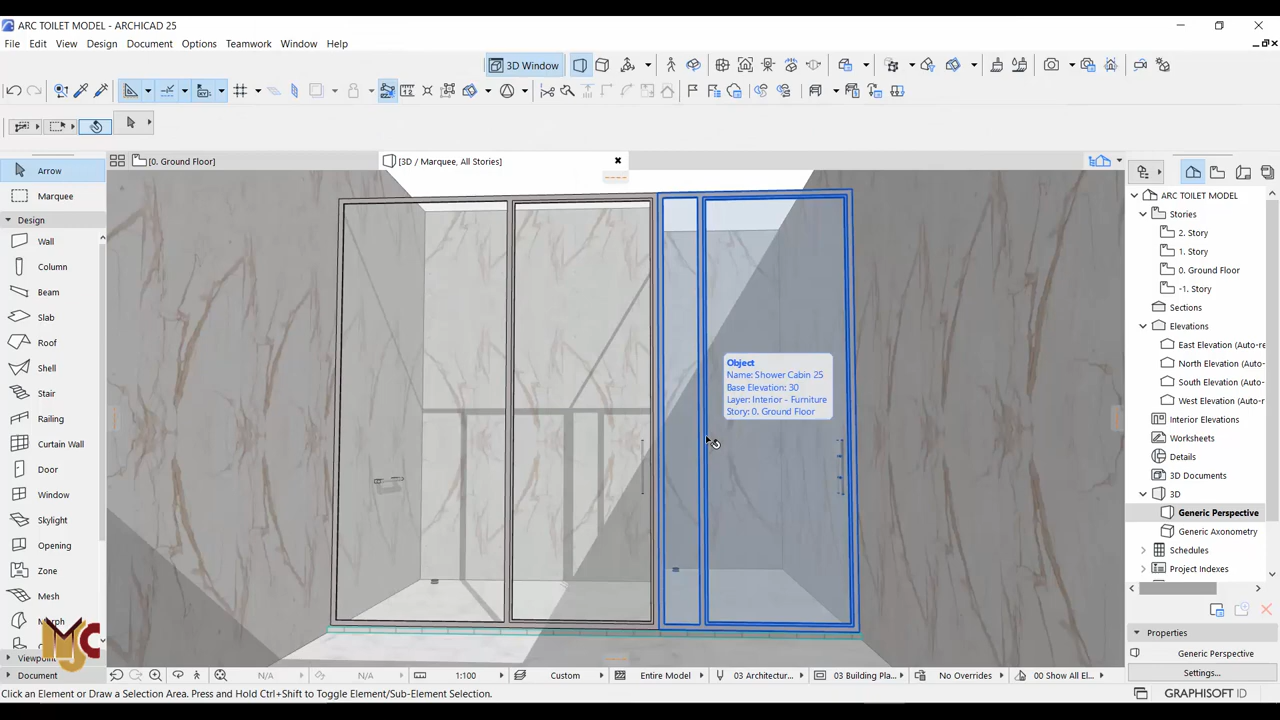 ARC TOILET MODEL - ARCHICAD 25
File Edit View Design Document Options Teamwork Window Help
3D Window
[0. Ground Floor]
[3D / Marquee, All Stories]
Arrow
Marquee
Design
Wall
Column
Beam
Slab
Roof
Shell
Stair
Railing
Curtain Wall
Door
Window
Skylight
Opening
Zone
Mesh
Viewpoint
Document
MJC
Object
Name: Shower Cabin 25
Base Elevation: 30
Layer: Interior - Furniture
Story: 0. Ground Floor
ARC TOILET MODEL
Stories
2. Story
1. Story
0. Ground Floor
-1. Story
Sections
Elevations
East Elevation (Auto-re
North Elevation (Auto-
South Elevation (Auto-
West Elevation (Auto-r
Interior Elevations
Worksheets
Details
3D Documents
3D
Generic Perspective
Generic Axonometry
Schedules
Project Indexes
Properties
Generic Perspective
Settings...
N/A N/A 1:100 Custom Entire Model 03 Architectur... 03 Building Pla... No Overrides 00 Show All El...
Click an Element or Draw a Selection Area. Press and Hold Ctrl+Shift to Toggle Element/Sub-Element Selection.
GRAPHISOFT ID